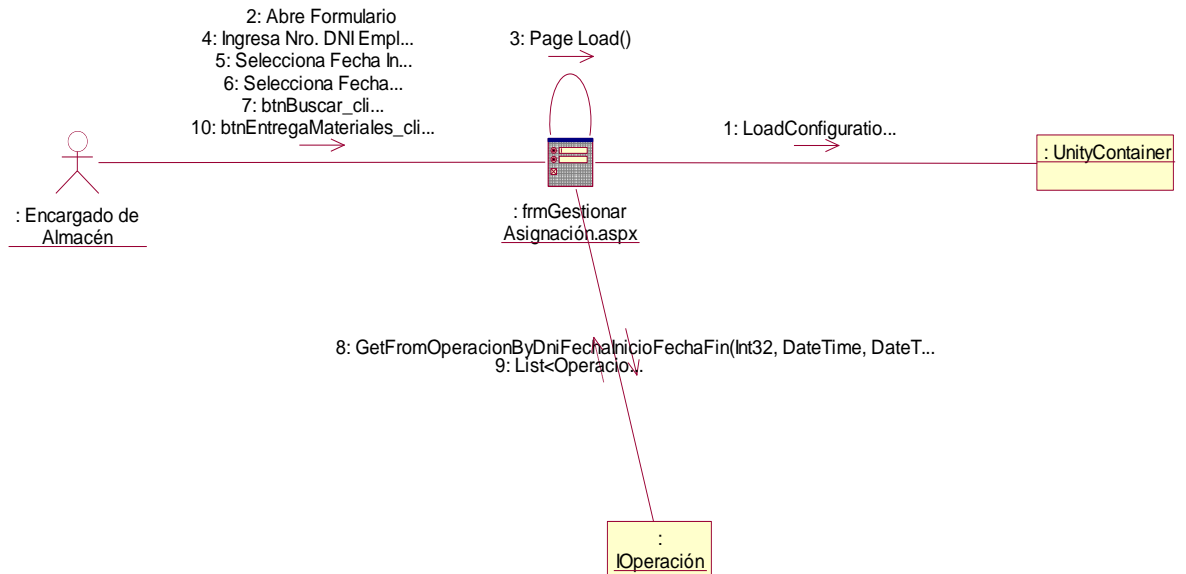 2: Abre Formulario
4: Ingresa Nro. DNI Empl...
5: Selecciona Fecha In...
6: Selecciona Fecha...
7: btnBuscar_cli...
10: btnEntregaMateriales_cli...
3: Page Load()
1: LoadConfiguratio...
: UnityContainer
: Encargado de
Almacén
: frmGestionar
Asignación.aspx
8: GetFromOperacionByDniFechaInicioFechaFin(Int32, DateTime, DateT...
9: List<Operacio...
:
IOperación